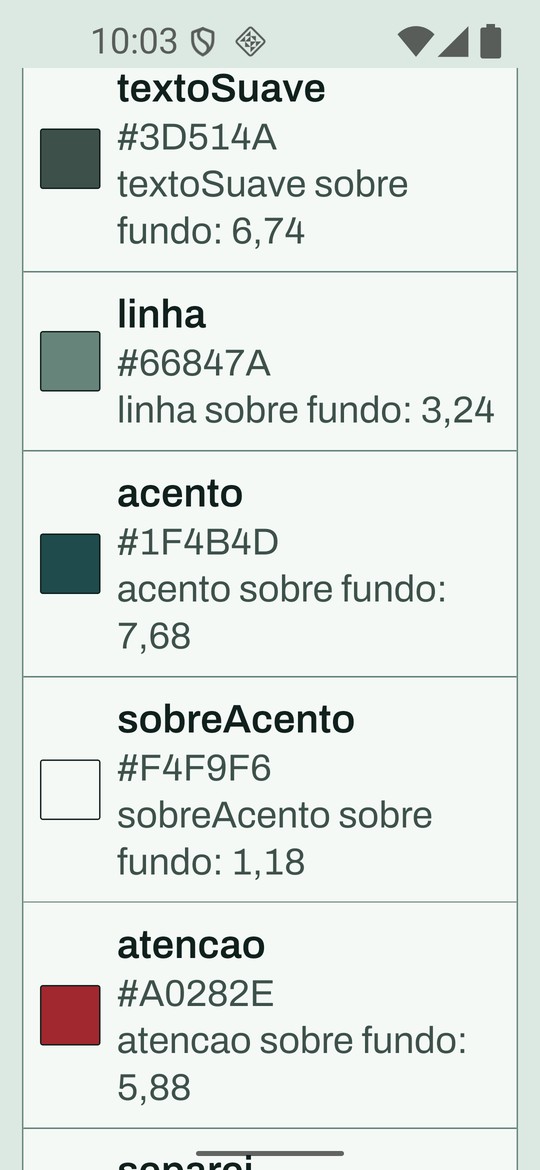 10:03
textoSuave
#3D514A
textoSuave sobre
fundo: 6,74
linha
#66847A
linha sobre fundo: 3,24
acento
#1F4B4D
acento sobre fundo:
7,68
sobreAcento
#F4F9F6
sobreAcento sobre
fundo: 1,18
atencao
#A0282E
atencao sobre fundo:
5,88